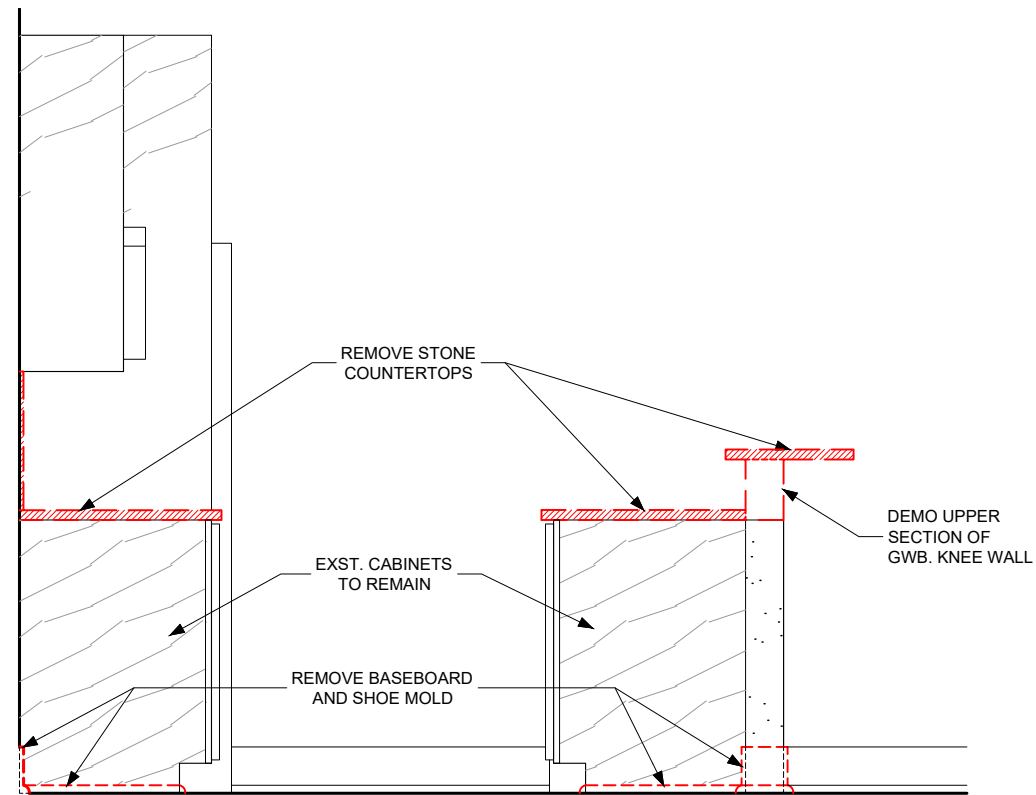 REMOVE STONE
COUNTERTOPS
DEMO UPPER
SECTION OF
GWB. KNEE WALL
EXST. CABINETS
TO REMAIN
REMOVE BASEBOARD
AND SHOE MOLD